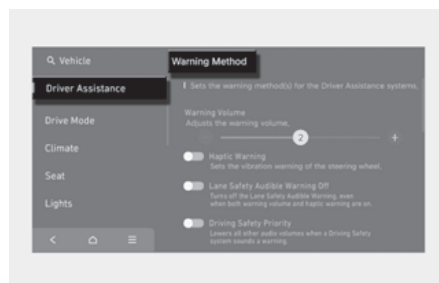 Vehicle
Warning Method
Driver Assistance
Sets the warning method(s) for the Driver Assistance systems.
Drive Mode
Warning Volume
Adjusts the warning volume.
2
+
Climate
Haptic Warning
Sets the vibration warning of the steering wheel.
Seat
Lane Safety Audible Warning Off
Turns off the Lane Safety Audible Warning, even
when both warning volume and haptic warning are on.
Lights
Driving Safety Priority
Lowers all other audio volumes when a Driving Safety
system sounds a warning.